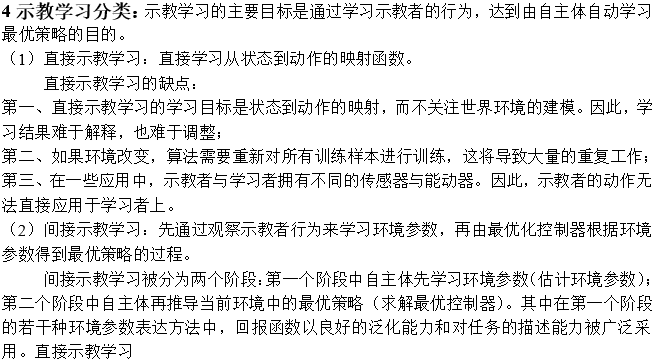 4 示教学习分类：示教学习的主要目标是通过学习示教者的行为，达到由自主体自动学习
最优策略的目的。
（1）直接示教学习：直接学习从状态到动作的映射函数。
直接示教学习的缺点：
第一、直接示教学习的学习目标是状态到动作的映射，而不关注世界环境的建模。因此，学
习结果难于解释，也难于调整；
第二、如果环境改变，算法需要重新对所有训练样本进行训练，这将导致大量的重复工作；
第三、在一些应用中，示教者与学习者拥有不同的传感器与能动器。因此，示教者的动作无
法直接应用于学习者上。
（2）间接示教学习：先通过观察示教者行为来学习环境参数，再由最优化控制器根据环境
参数得到最优策略的过程。
间接示教学习被分为两个阶段：第一个阶段中自主体先学习环境参数（估计环境参数）；
第二个阶段中自主体再推导当前环境中的最优策略（求解最优控制器）。其中在第一个阶段
的若干种环境参数表达方法中，回报函数以良好的泛化能力和对任务的描述能力被广泛采
用。直接示教学习